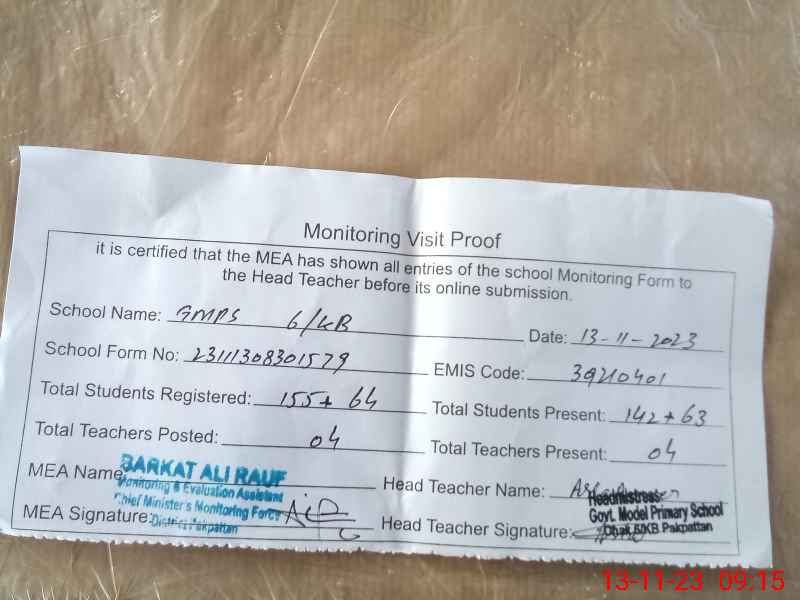 Monitoring Visit Proof
it is certified that the MEA has shown all entries of the school Monitoring Form to
the Head Teacher before its online submission.
School Name: GMPS 6/KB Date: 13-11-2023
School Form No: 23111308301579 EMIS Code: 39210401
Total Students Registered: 155+64 Total Students Present: 142+63
Total Teachers Posted: 04 Total Teachers Present: 04
MEA Name: Head Teacher Name:
BARKAT ALI RAUF
Monitoring & Evaluation Assistant
Chief Minister's Monitoring Force
District Pakpattan
Headmistress
Govt. Model Primary School
Pakpattan
MEA Signature: Head Teacher Signature:
13-11-23 09:15